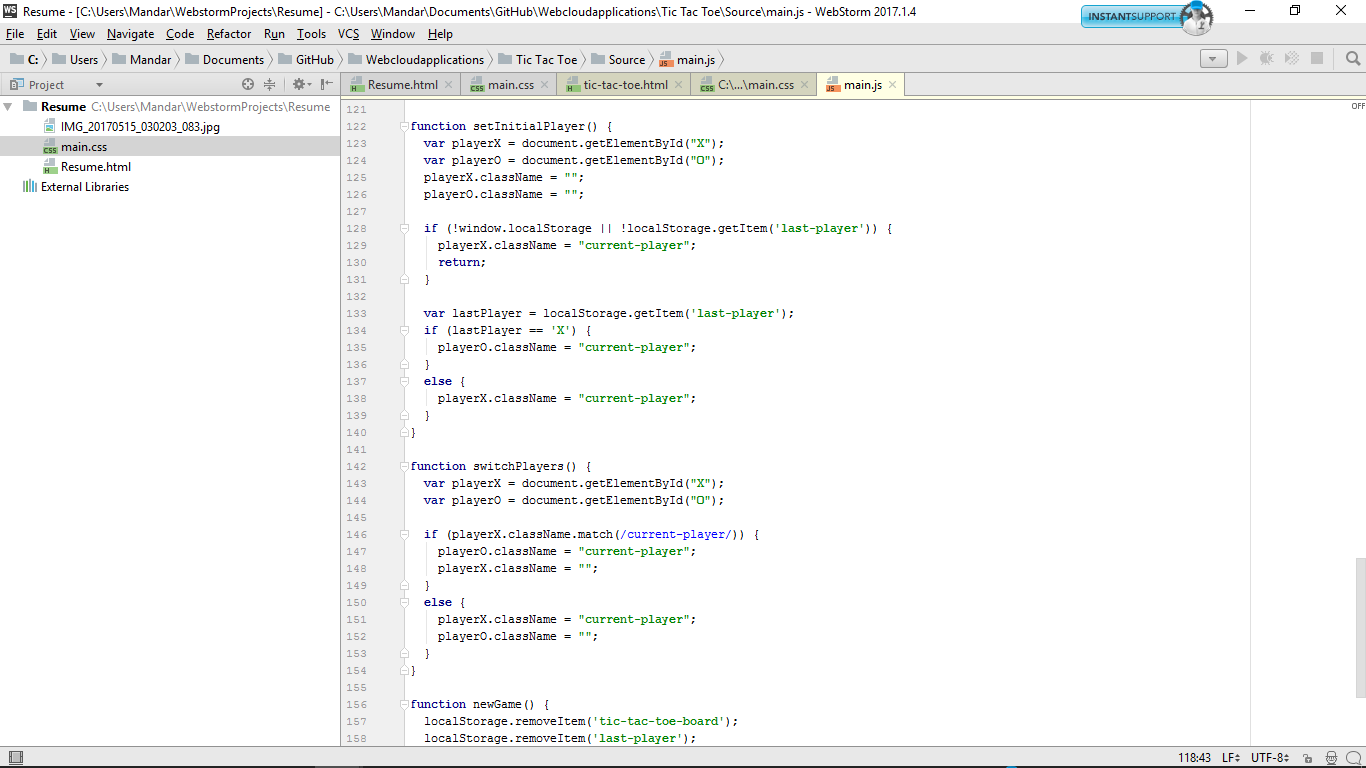 Resume - [C:\Users\Mandar\WebstormProjects\Resume] - C:\Users\Mandar\Documents\GitHub\Webcloudapplications\Tic Tac Toe\Source\main.js - WebStorm 2017.1.4
INSTANTSUPPORT
File Edit View Navigate Code Refactor Run Tools VCS Window Help
C: Users Mandar Documents GitHub Webcloudapplications Tic Tac Toe Source main.js
Project
Resume.html main.css tic-tac-toe.html C:\...\main.css main.js
Resume C:\Users\Mandar\WebstormProjects\Resume
IMG_20170515_030203_083.jpg
main.css
Resume.html
External Libraries
OFF
121
122 function setInitialPlayer() {
123 var playerX = document.getElementById("X");
124 var playerO = document.getElementById("O");
125 playerX.className = "";
126 playerO.className = "";
127
128 if (!window.localStorage || !localStorage.getItem('last-player')) {
129 playerX.className = "current-player";
130 return;
131 }
132
133 var lastPlayer = localStorage.getItem('last-player');
134 if (lastPlayer == 'X') {
135 playerO.className = "current-player";
136 }
137 else {
138 playerX.className = "current-player";
139 }
140 }
141
142 function switchPlayers() {
143 var playerX = document.getElementById("X");
144 var playerO = document.getElementById("O");
145
146 if (playerX.className.match(/current-player/)) {
147 playerO.className = "current-player";
148 playerX.className = "";
149 }
150 else {
151 playerX.className = "current-player";
152 playerO.className = "";
153 }
154 }
155
156 function newGame() {
157 localStorage.removeItem('tic-tac-toe-board');
158 localStorage.removeItem('last-player');
118:43 LF UTF-8